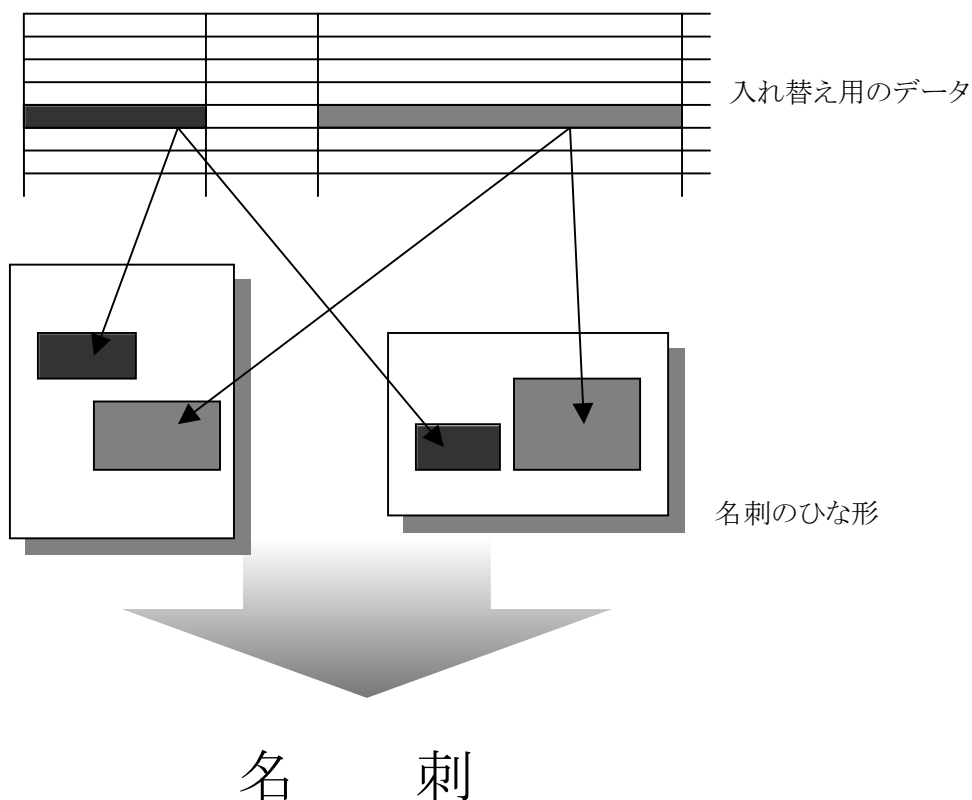 入れ替え用のデータ
名刺のひな形
名　刺